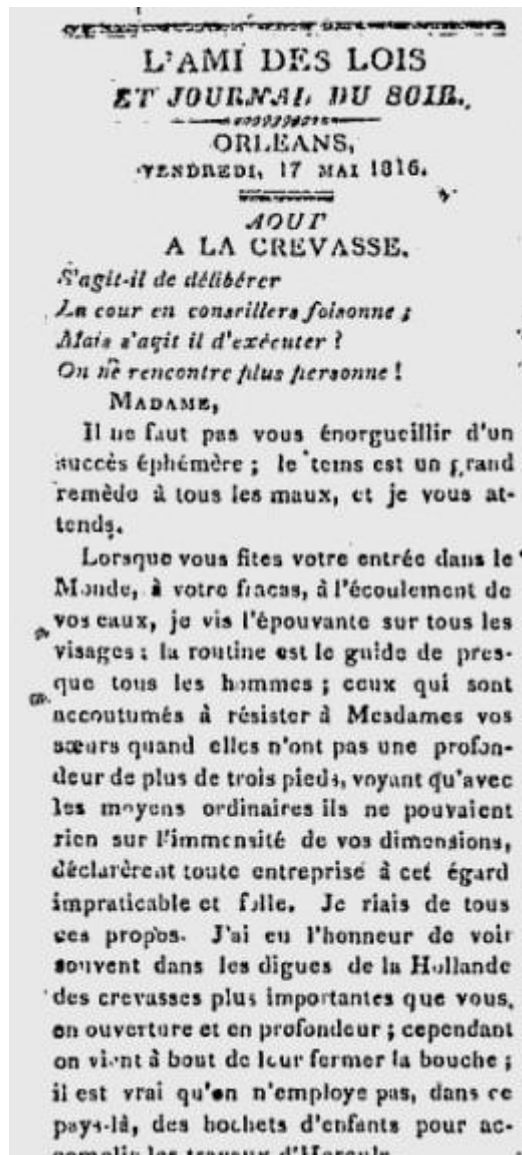 L'AMI DES LOIS
ET JOURNAL DU SOIR.
ORLEANS,
VENDREDI, 17 MAI 1816.
AOUT
A LA CREVASSE.
S'agit-il de délibérer
La cour en conseillers foisonne ;
Mais s'agit il d'exécuter ?
On ne rencontre plus personne !
MADAME,
Il ne faut pas vous énorgueillir d'un
succès éphémère ; le tems est un grand
remède à tous les maux, et je vous at-
tends.
Lorsque vous fites votre entrée dans le
Monde, à votre fracas, à l'écoulement de
vos eaux, je vis l'épouvante sur tous les
visages : la routine est le guide de pres-
que tous les hommes ; ceux qui sont
accoutumés à résister à Mesdames vos
sœurs quand elles n'ont pas une profon-
deur de plus de trois pieds, voyant qu'avec
les moyens ordinaires ils ne pouvaient
rien sur l'immensité de vos dimensions,
déclarèrent toute entreprise à cet égard
impraticable et folle. Je riais de tous
ces propos. J'ai eu l'honneur de voir
souvent dans les digues de la Hollande
des crevasses plus importantes que vous,
en ouverture et en profondeur ; cependant
on vient à bout de leur fermer la bouche ;
il est vrai qu'on n'employe pas, dans ce
pays-là, des hochets d'enfants pour ac-